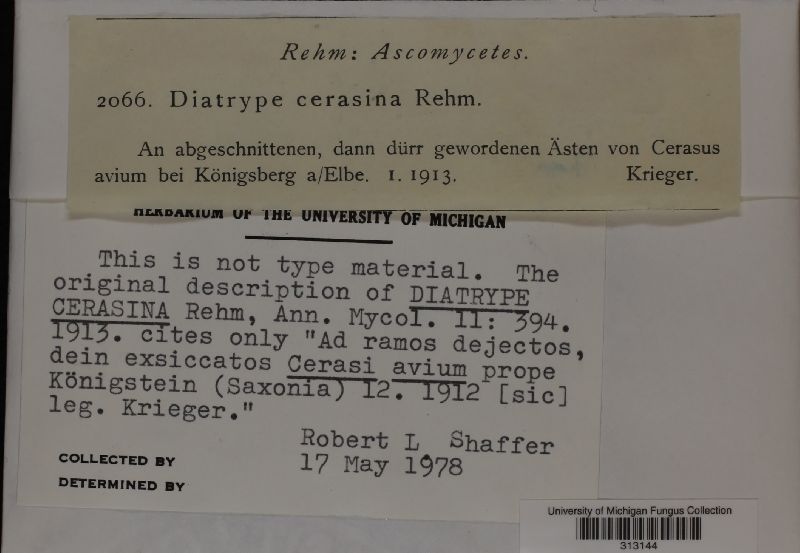 Rehm: Ascomycetes.
2066. Diatrype cerasina Rehm.
An abgeschnittenen, dann dürr gewordenen Ästen von Cerasus
avium bei Königsberg a/Elbe. 1. 1913. Krieger.
HERBARIUM OF THE UNIVERSITY OF MICHIGAN
This is not type material. The
original description of DIATRYPE
CERASINA Rehm, Ann. Mycol. 11: 394.
1913. cites only "Ad ramos dejectos,
dein exsiccatos Cerasi avium prope
Königstein (Saxonia) 12. 1912 [sic]
leg. Krieger."
Robert L Shaffer
17 May 1978
COLLECTED BY
DETERMINED BY
University of Michigan Fungus Collection
313144